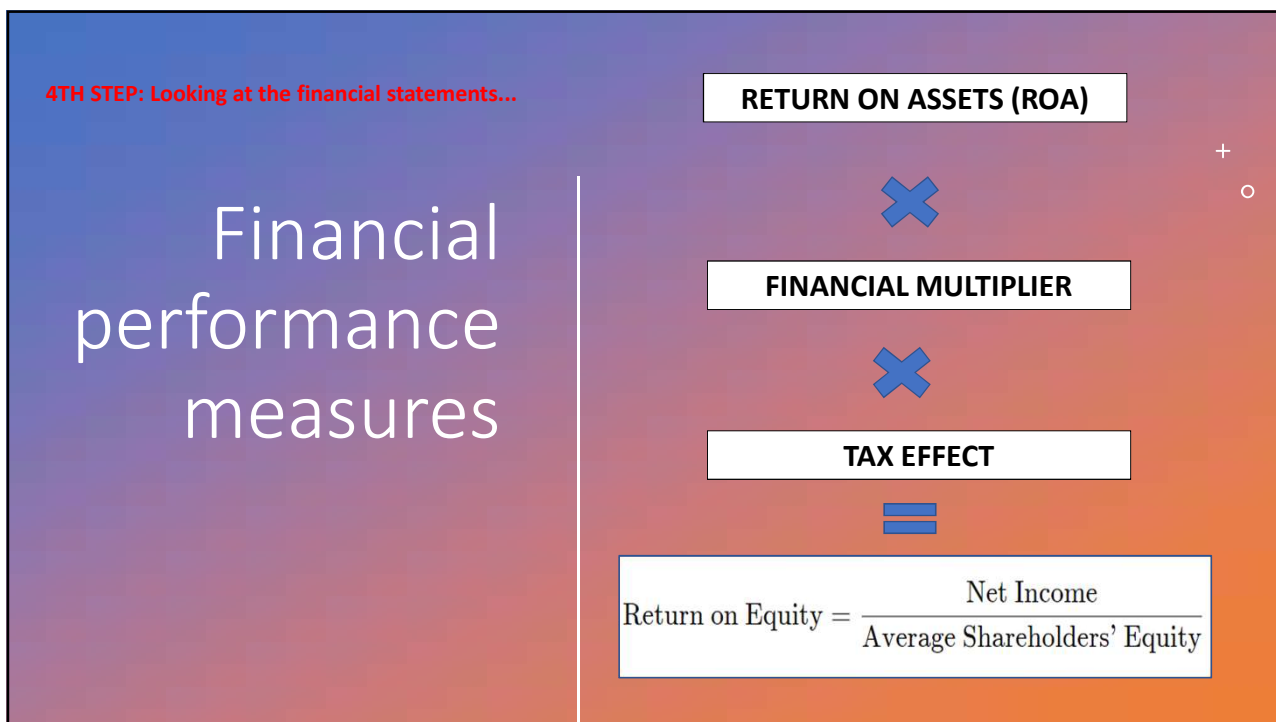 4TH STEP: Looking at the financial statements...
Financial
performance
measures
RETURN ON ASSETS (ROA)
FINANCIAL MULTIPLIER
TAX EFFECT
Return on Equity = Net Income / Average Shareholders' Equity